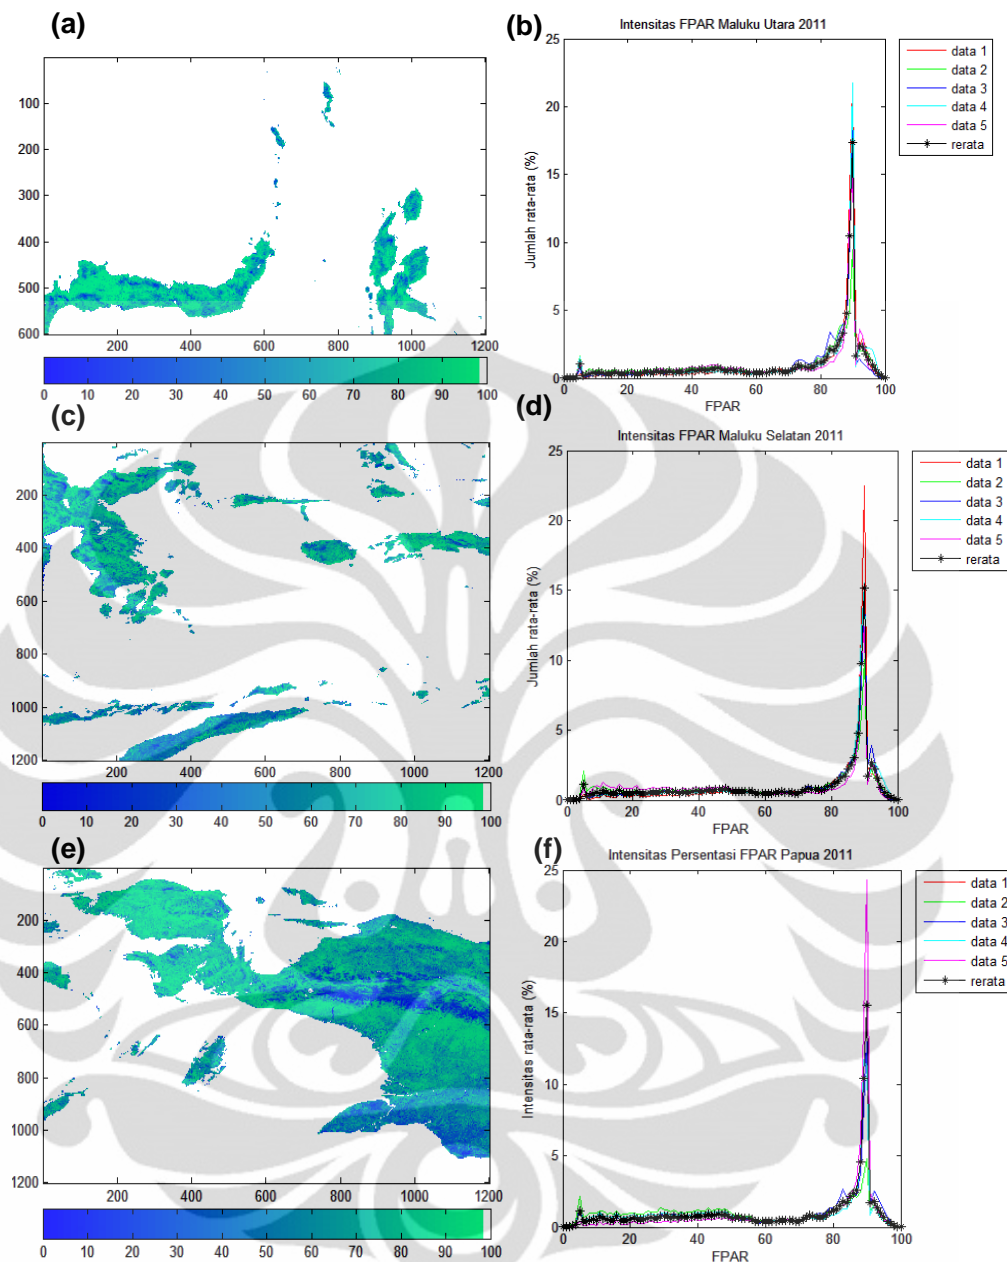 (a)
100
200
300
400
500
600
200 400 600 800 1000 1200
0 10 20 30 40 50 60 70 80 90 100
(b)
Intensitas FPAR Maluku Utara 2011
Jumlah rata-rata (%)
25
20
15
10
5
0
0 20 40 60 80 100
FPAR
data 1
data 2
data 3
data 4
data 5
rerata
(c)
200
400
600
800
1000
1200
200 400 600 800 1000 1200
0 10 20 30 40 50 60 70 80 90 100
(d)
Intensitas FPAR Maluku Selatan 2011
Jumlah rata-rata (%)
25
20
15
10
5
0
0 20 40 60 80 100
FPAR
data 1
data 2
data 3
data 4
data 5
rerata
(e)
200
400
600
800
1000
1200
200 400 600 800 1000 1200
0 10 20 30 40 50 60 70 80 90 100
(f)
Intensitas Persentasi FPAR Papua 2011
Intensitas rata-rata (%)
25
20
15
10
5
0
0 20 40 60 80 100
FPAR
data 1
data 2
data 3
data 4
data 5
rerata